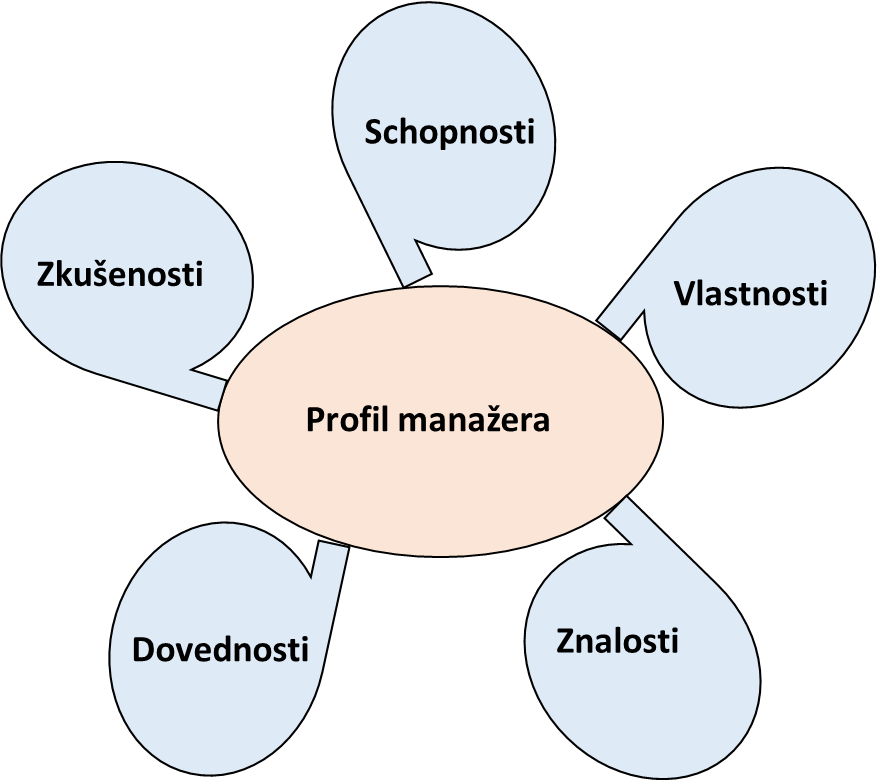 Schopnosti
Zkušenosti
Vlastnosti
Profil manažera
Dovednosti
Znalosti